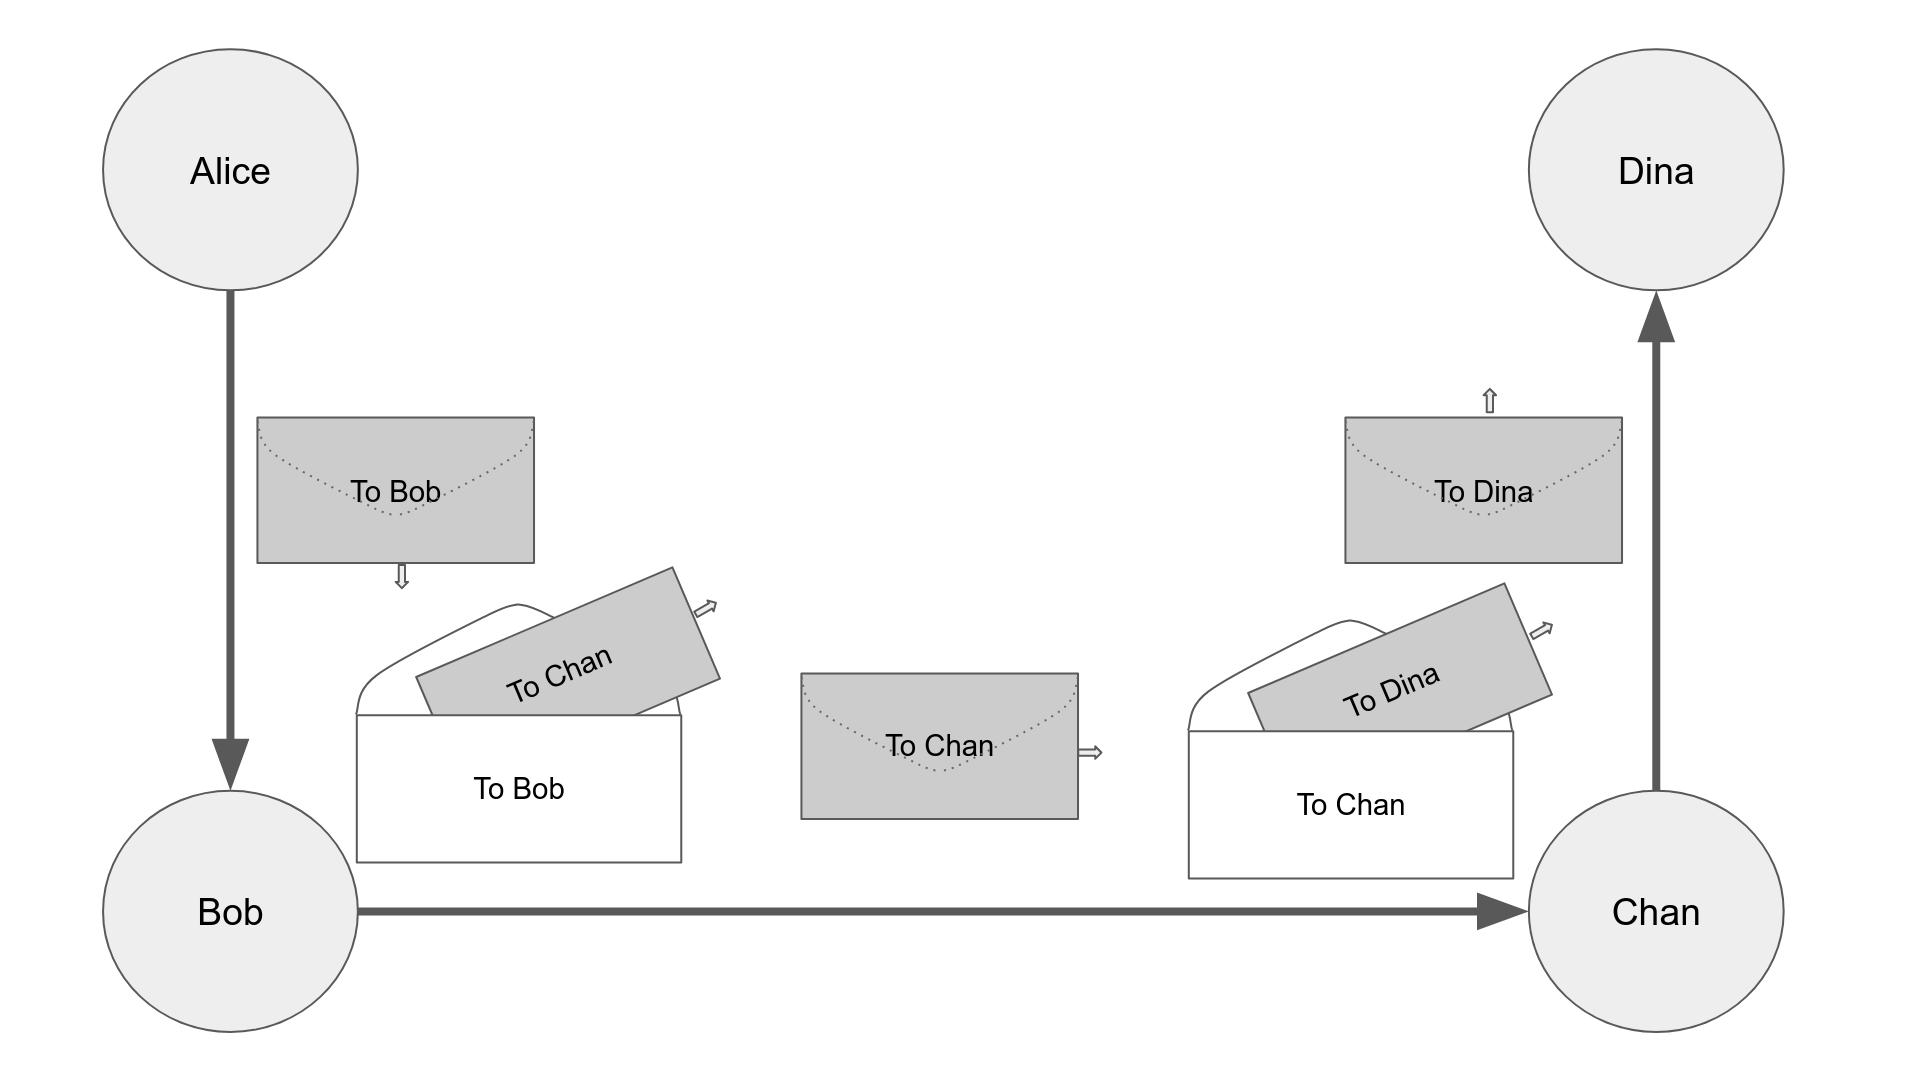 Alice
Dina
To Bob
To Dina
To Chan
To Dina
To Chan
To Bob
To Chan
Bob
Chan